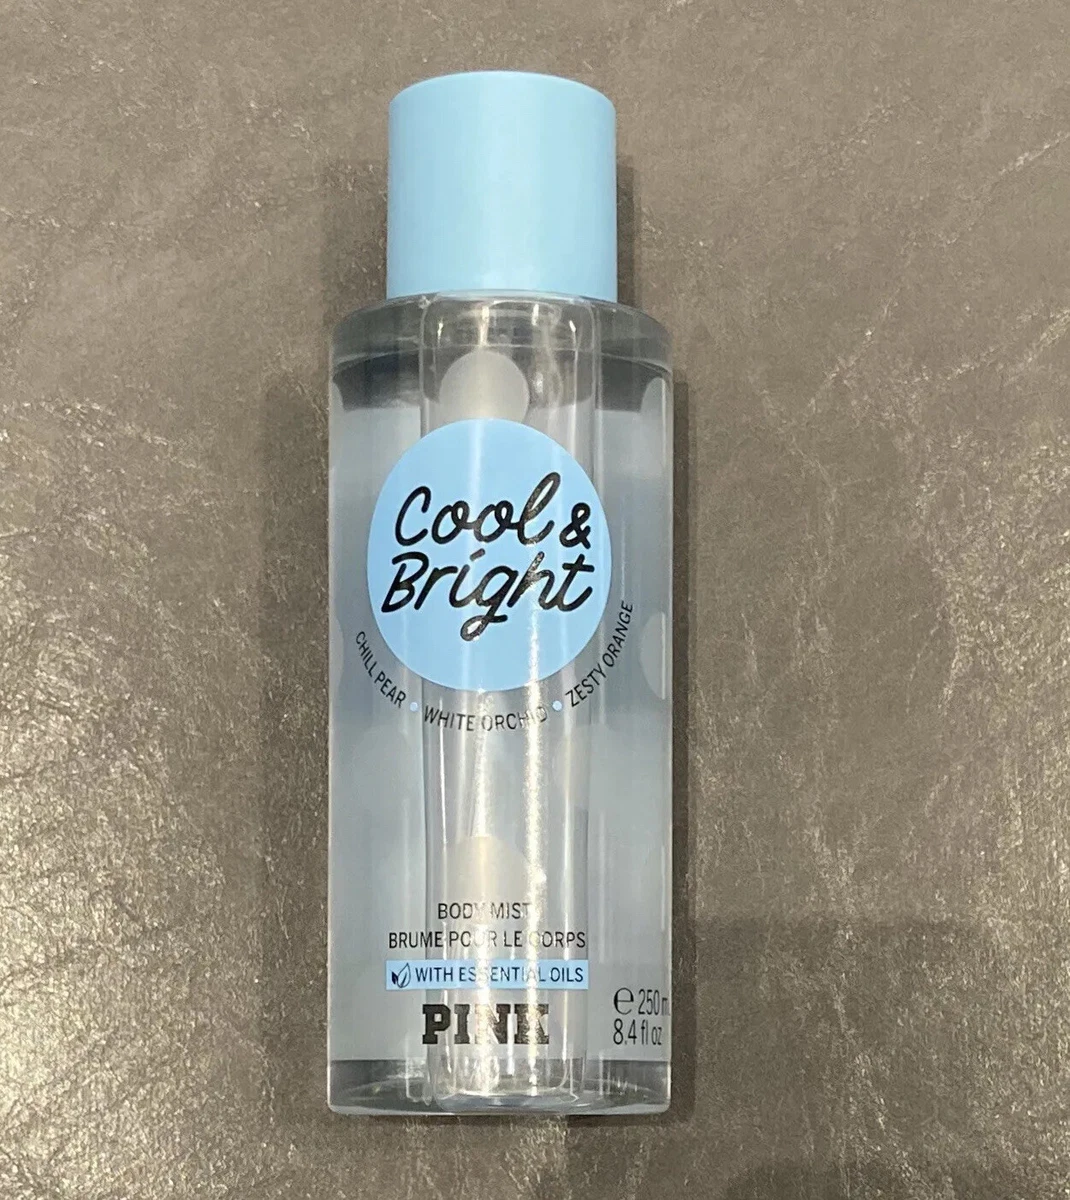 Cool &
Bright
CHILL PEAR • WHITE ORCHID • ZESTY ORANGE
BODY MIST
BRUME POUR LE CORPS
WITH ESSENTIAL OILS
PINK
℮ 250 m
8.4 fl oz